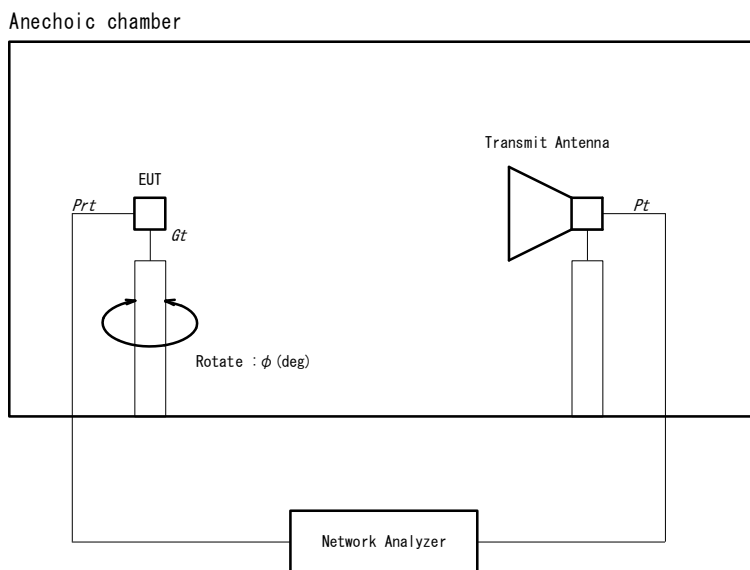 Anechoic chamber
Transmit Antenna
EUT
Prt
Pt
Gt
Rotate : φ (deg)
Network Analyzer